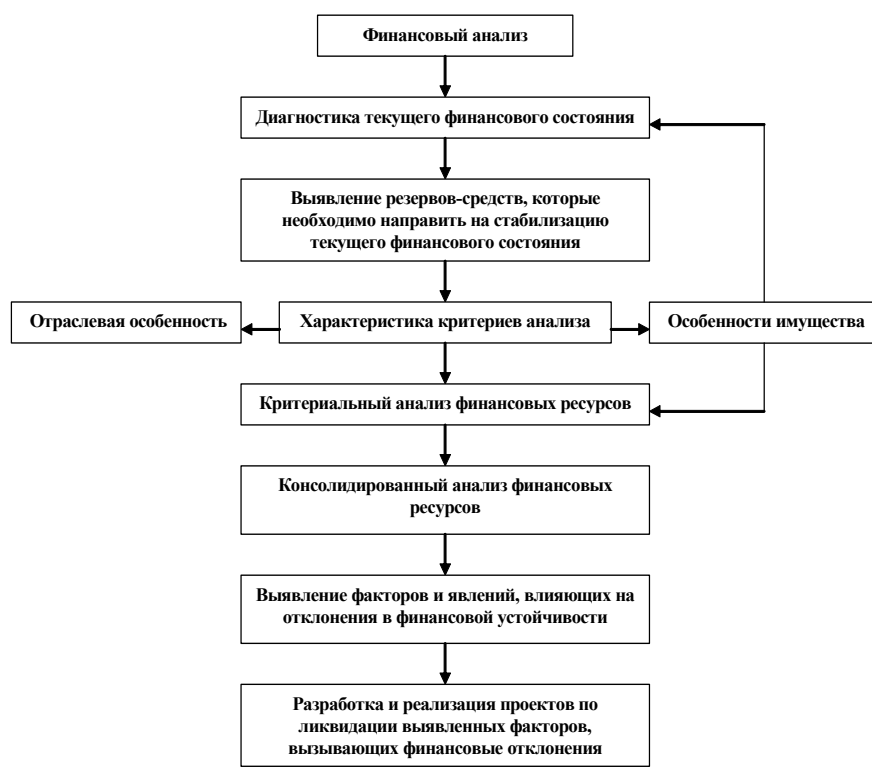 Финансовый анализ
Диагностика текущего финансового состояния
Выявление резервов-средств, которые
необходимо направить на стабилизацию
текущего финансового состояния
Отраслевая особенность
Характеристика критериев анализа
Особенности имущества
Критериальный анализ финансовых ресурсов
Консолидированный анализ финансовых
ресурсов
Выявление факторов и явлений, влияющих на
отклонения в финансовой устойчивости
Разработка и реализация проектов по
ликвидации выявленных факторов,
вызывающих финансовые отклонения